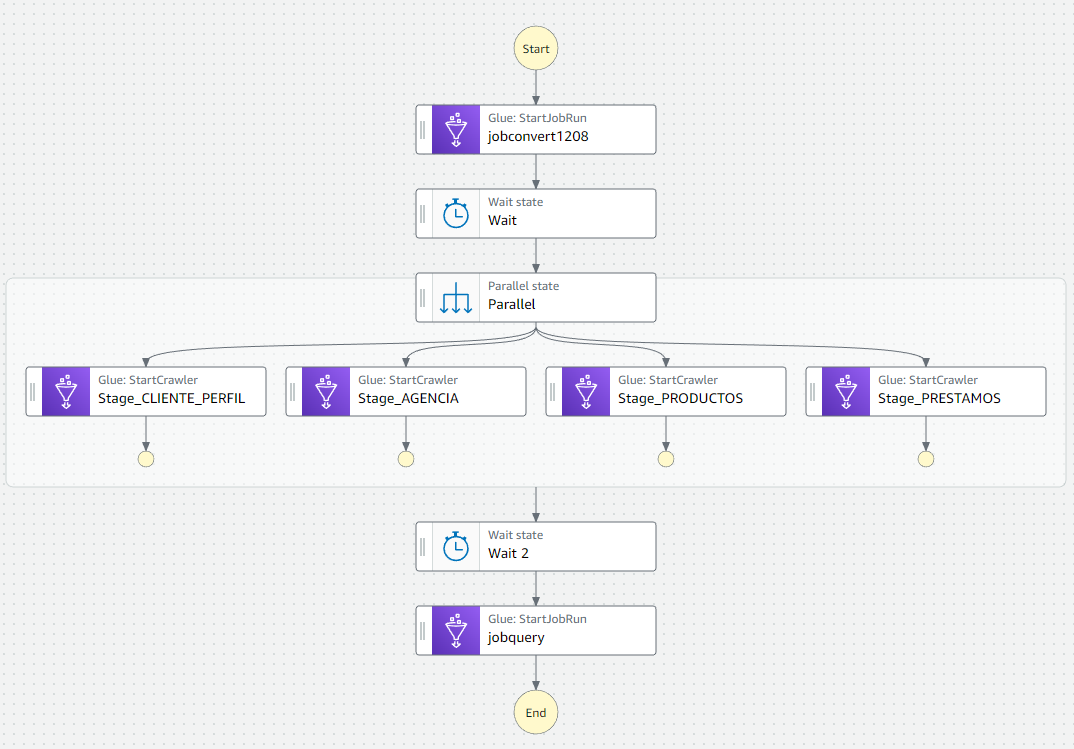 Start
Glue: StartJobRun
jobconvert1208
Wait state
Wait
Parallel state
Parallel
Glue: StartCrawler
Stage_CLIENTE_PERFIL
Glue: StartCrawler
Stage_AGENCIA
Glue: StartCrawler
Stage_PRODUCTOS
Glue: StartCrawler
Stage_PRESTAMOS
Wait state
Wait 2
Glue: StartJobRun
jobquery
End